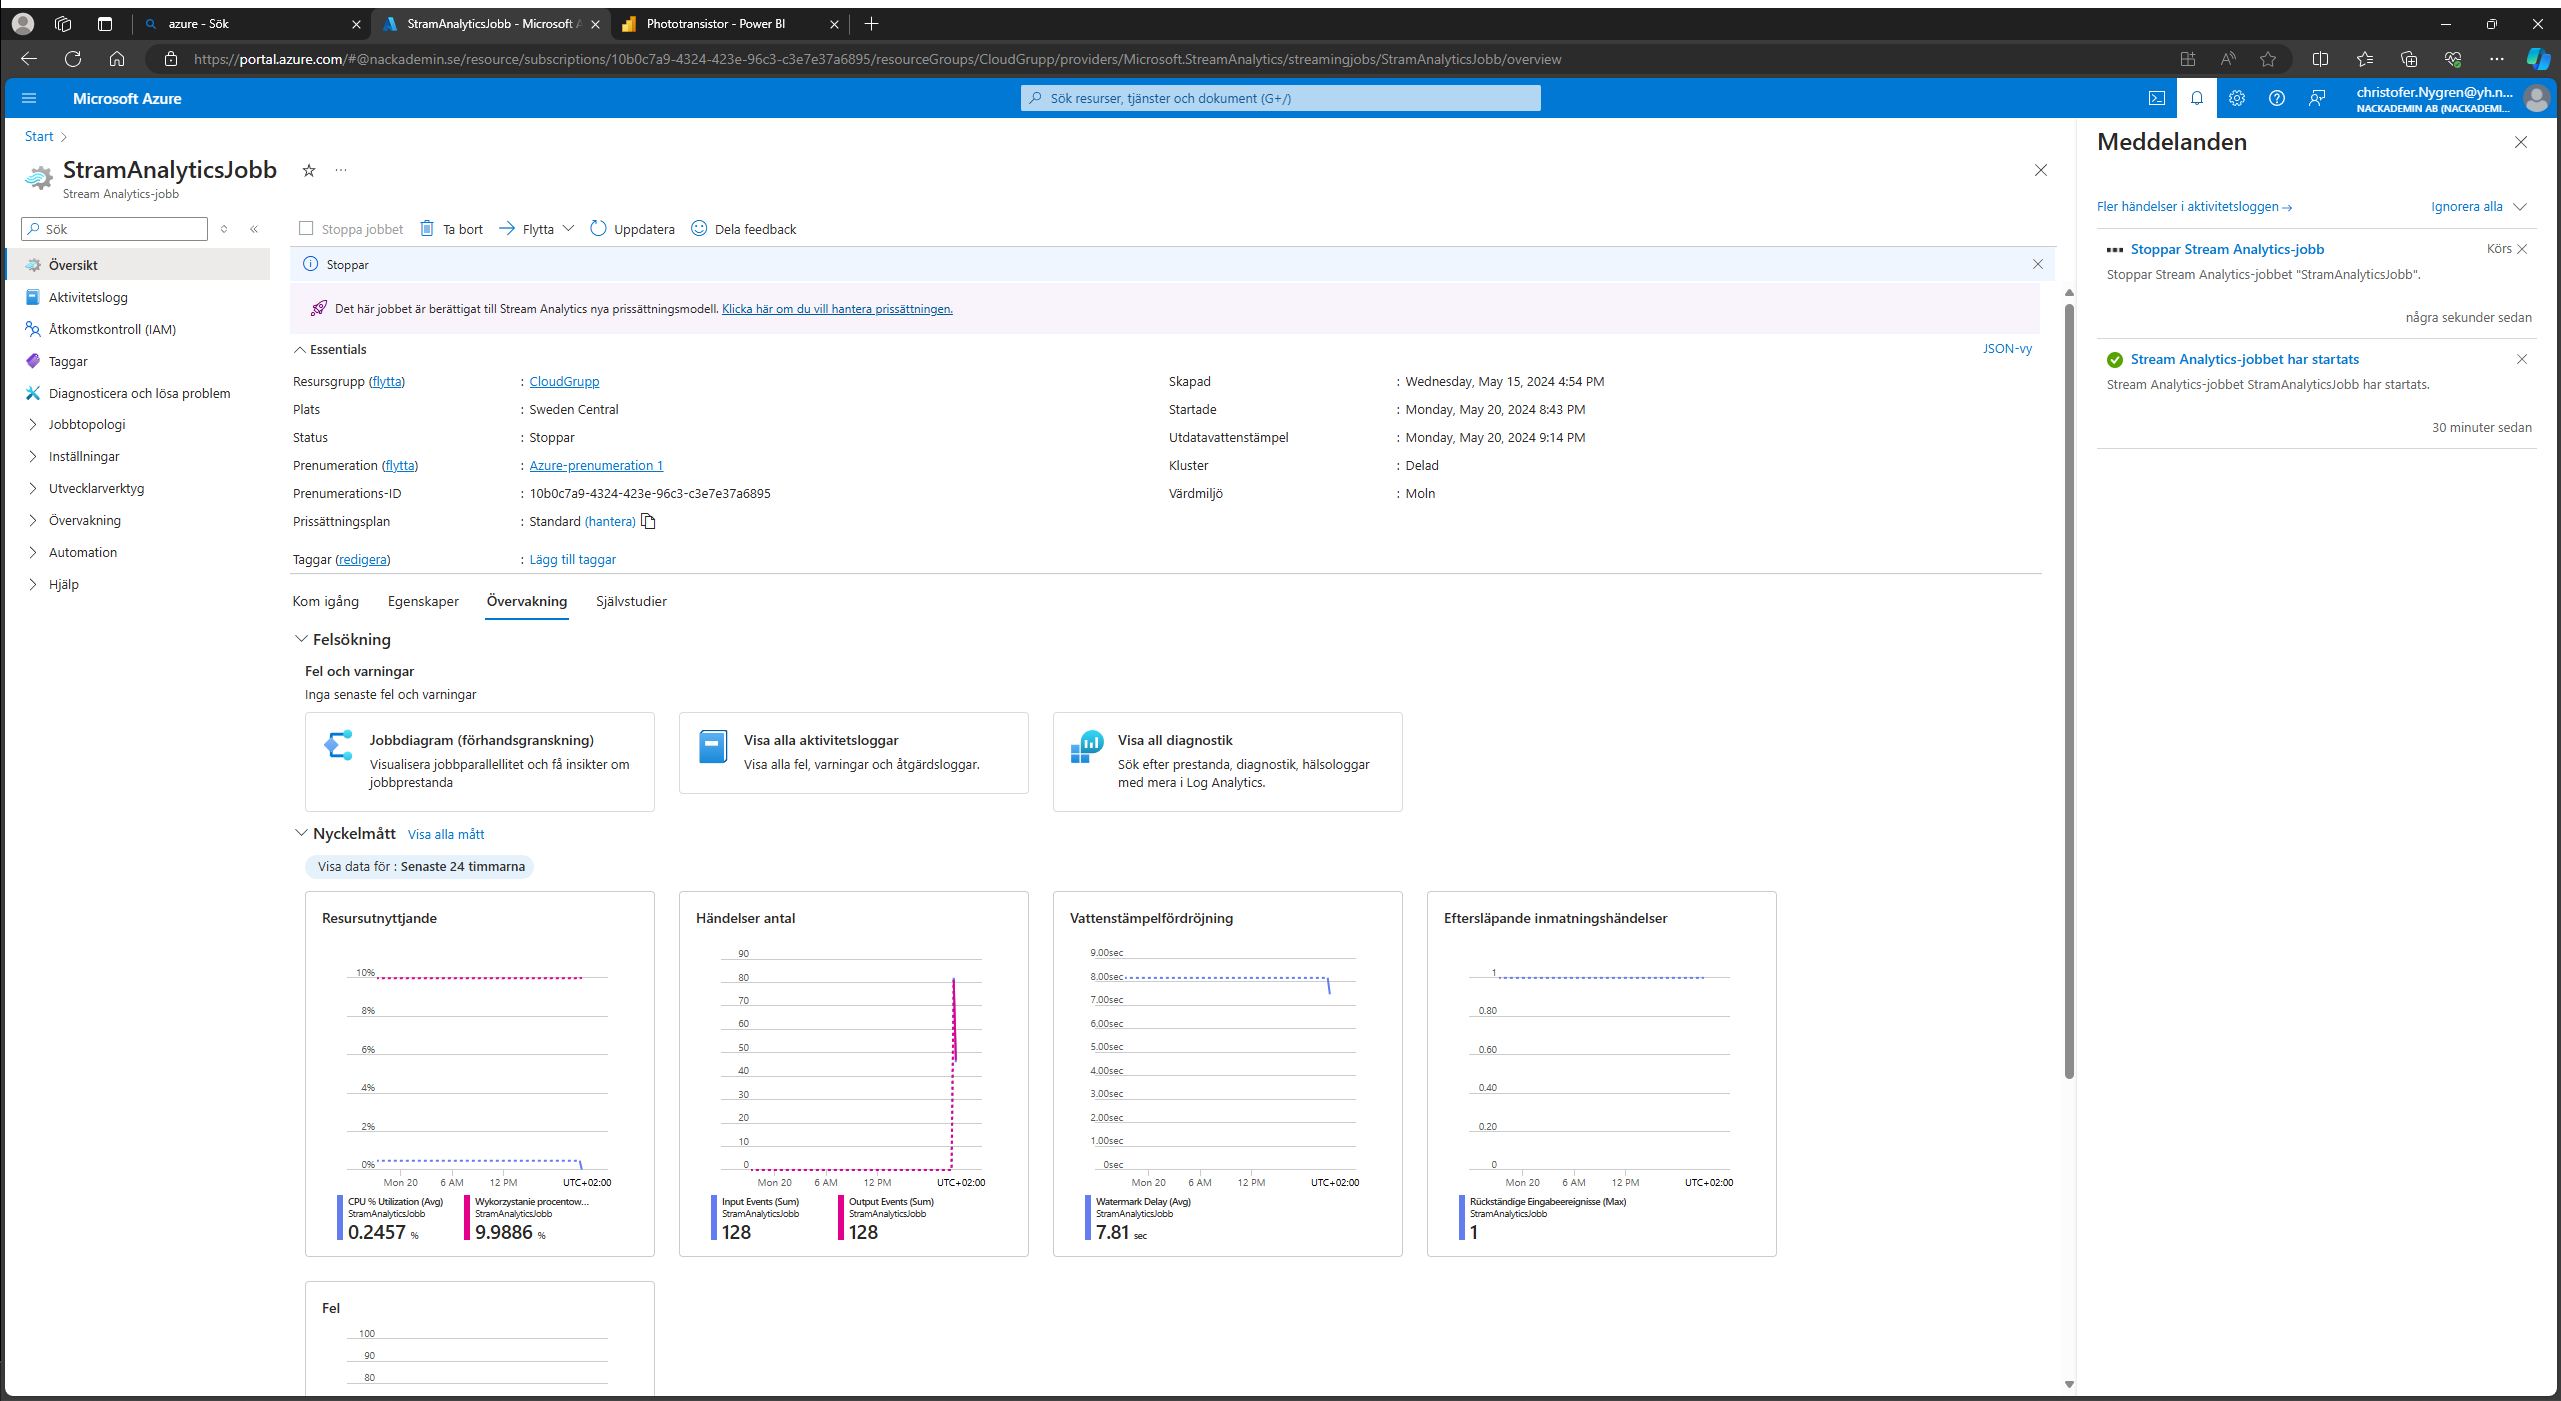 azure - Sök
StramAnalyticsJobb - Microsoft A
Phototransistor - Power BI
https://portal.azure.com/#@nackademin.se/resource/subscriptions/10b0c7a9-4324-423e-96c3-c3e7e37a6895/resourceGroups/CloudGrupp/providers/Microsoft.StreamAnalytics/streamingjobs/StramAnalyticsJobb/overview
Microsoft Azure
Sök resurser, tjänster och dokument (G+/)
christofer.Nygren@yh.n...
NACKADEMIN AB (NACKADEMI...
Start
StramAnalyticsJobb
Stream Analytics-jobb
Sök
Översikt
Aktivitetslogg
Åtkomstkontroll (IAM)
Taggar
Diagnosticera och lösa problem
Jobbtopologi
Inställningar
Utvecklarverktyg
Övervakning
Automation
Hjälp
Stoppa jobbet Ta bort Flytta Uppdatera Dela feedback
Stoppar
Det här jobbet är berättigat till Stream Analytics nya prissättningsmodell. Klicka här om du vill hantera prissättningen.
Essentials
JSON-vy
Resursgrupp (flytta) : CloudGrupp
Plats : Sweden Central
Status : Stoppar
Prenumeration (flytta) : Azure-prenumeration 1
Prenumerations-ID : 10b0c7a9-4324-423e-96c3-c3e7e37a6895
Prissättningsplan : Standard (hantera)
Taggar (redigera) : Lägg till taggar
Skapad : Wednesday, May 15, 2024 4:54 PM
Startade : Monday, May 20, 2024 8:43 PM
Utdatavattenstämpel : Monday, May 20, 2024 9:14 PM
Kluster : Delad
Värdmiljö : Moln
Kom igång Egenskaper Övervakning Självstudier
Felsökning
Fel och varningar
Inga senaste fel och varningar
Jobbdiagram (förhandsgranskning)
Visualisera jobbparallellitet och få insikter om
jobbprestanda
Visa alla aktivitetsloggar
Visa alla fel, varningar och åtgärdsloggar.
Visa all diagnostik
Sök efter prestanda, diagnostik, hälsologgar
med mera i Log Analytics.
Nyckelmått Visa alla mått
Visa data för : Senaste 24 timmarna
Resursutnyttjande
10%
8%
6%
4%
2%
0%
Mon 20 6 AM 12 PM UTC+02:00
CPU % Utilization (Avg)
StramAnalyticsJobb
0.2457 %
Wykorzystanie procentow...
StramAnalyticsJobb
9.9886 %
Händelser antal
90
80
70
60
50
40
30
20
10
0
Mon 20 6 AM 12 PM UTC+02:00
Input Events (Sum)
StramAnalyticsJobb
128
Output Events (Sum)
StramAnalyticsJobb
128
Vattenstämpelfördröjning
9.00sec
8.00sec
7.00sec
6.00sec
5.00sec
4.00sec
3.00sec
2.00sec
1.00sec
0sec
Mon 20 6 AM 12 PM UTC+02:00
Watermark Delay (Avg)
StramAnalyticsJobb
7.81 sec
Eftersläpande inmatningshändelser
1
0.80
0.60
0.40
0.20
0
Mon 20 6 AM 12 PM UTC+02:00
Rückständige Eingabeereignisse (Max)
StramAnalyticsJobb
1
Fel
100
90
80
Meddelanden
Fler händelser i aktivitetsloggen →
Ignorera alla
Stoppar Stream Analytics-jobb
Körs
Stoppar Stream Analytics-jobbet "StramAnalyticsJobb".
några sekunder sedan
Stream Analytics-jobbet har startats
Stream Analytics-jobbet StramAnalyticsJobb har startats.
30 minuter sedan